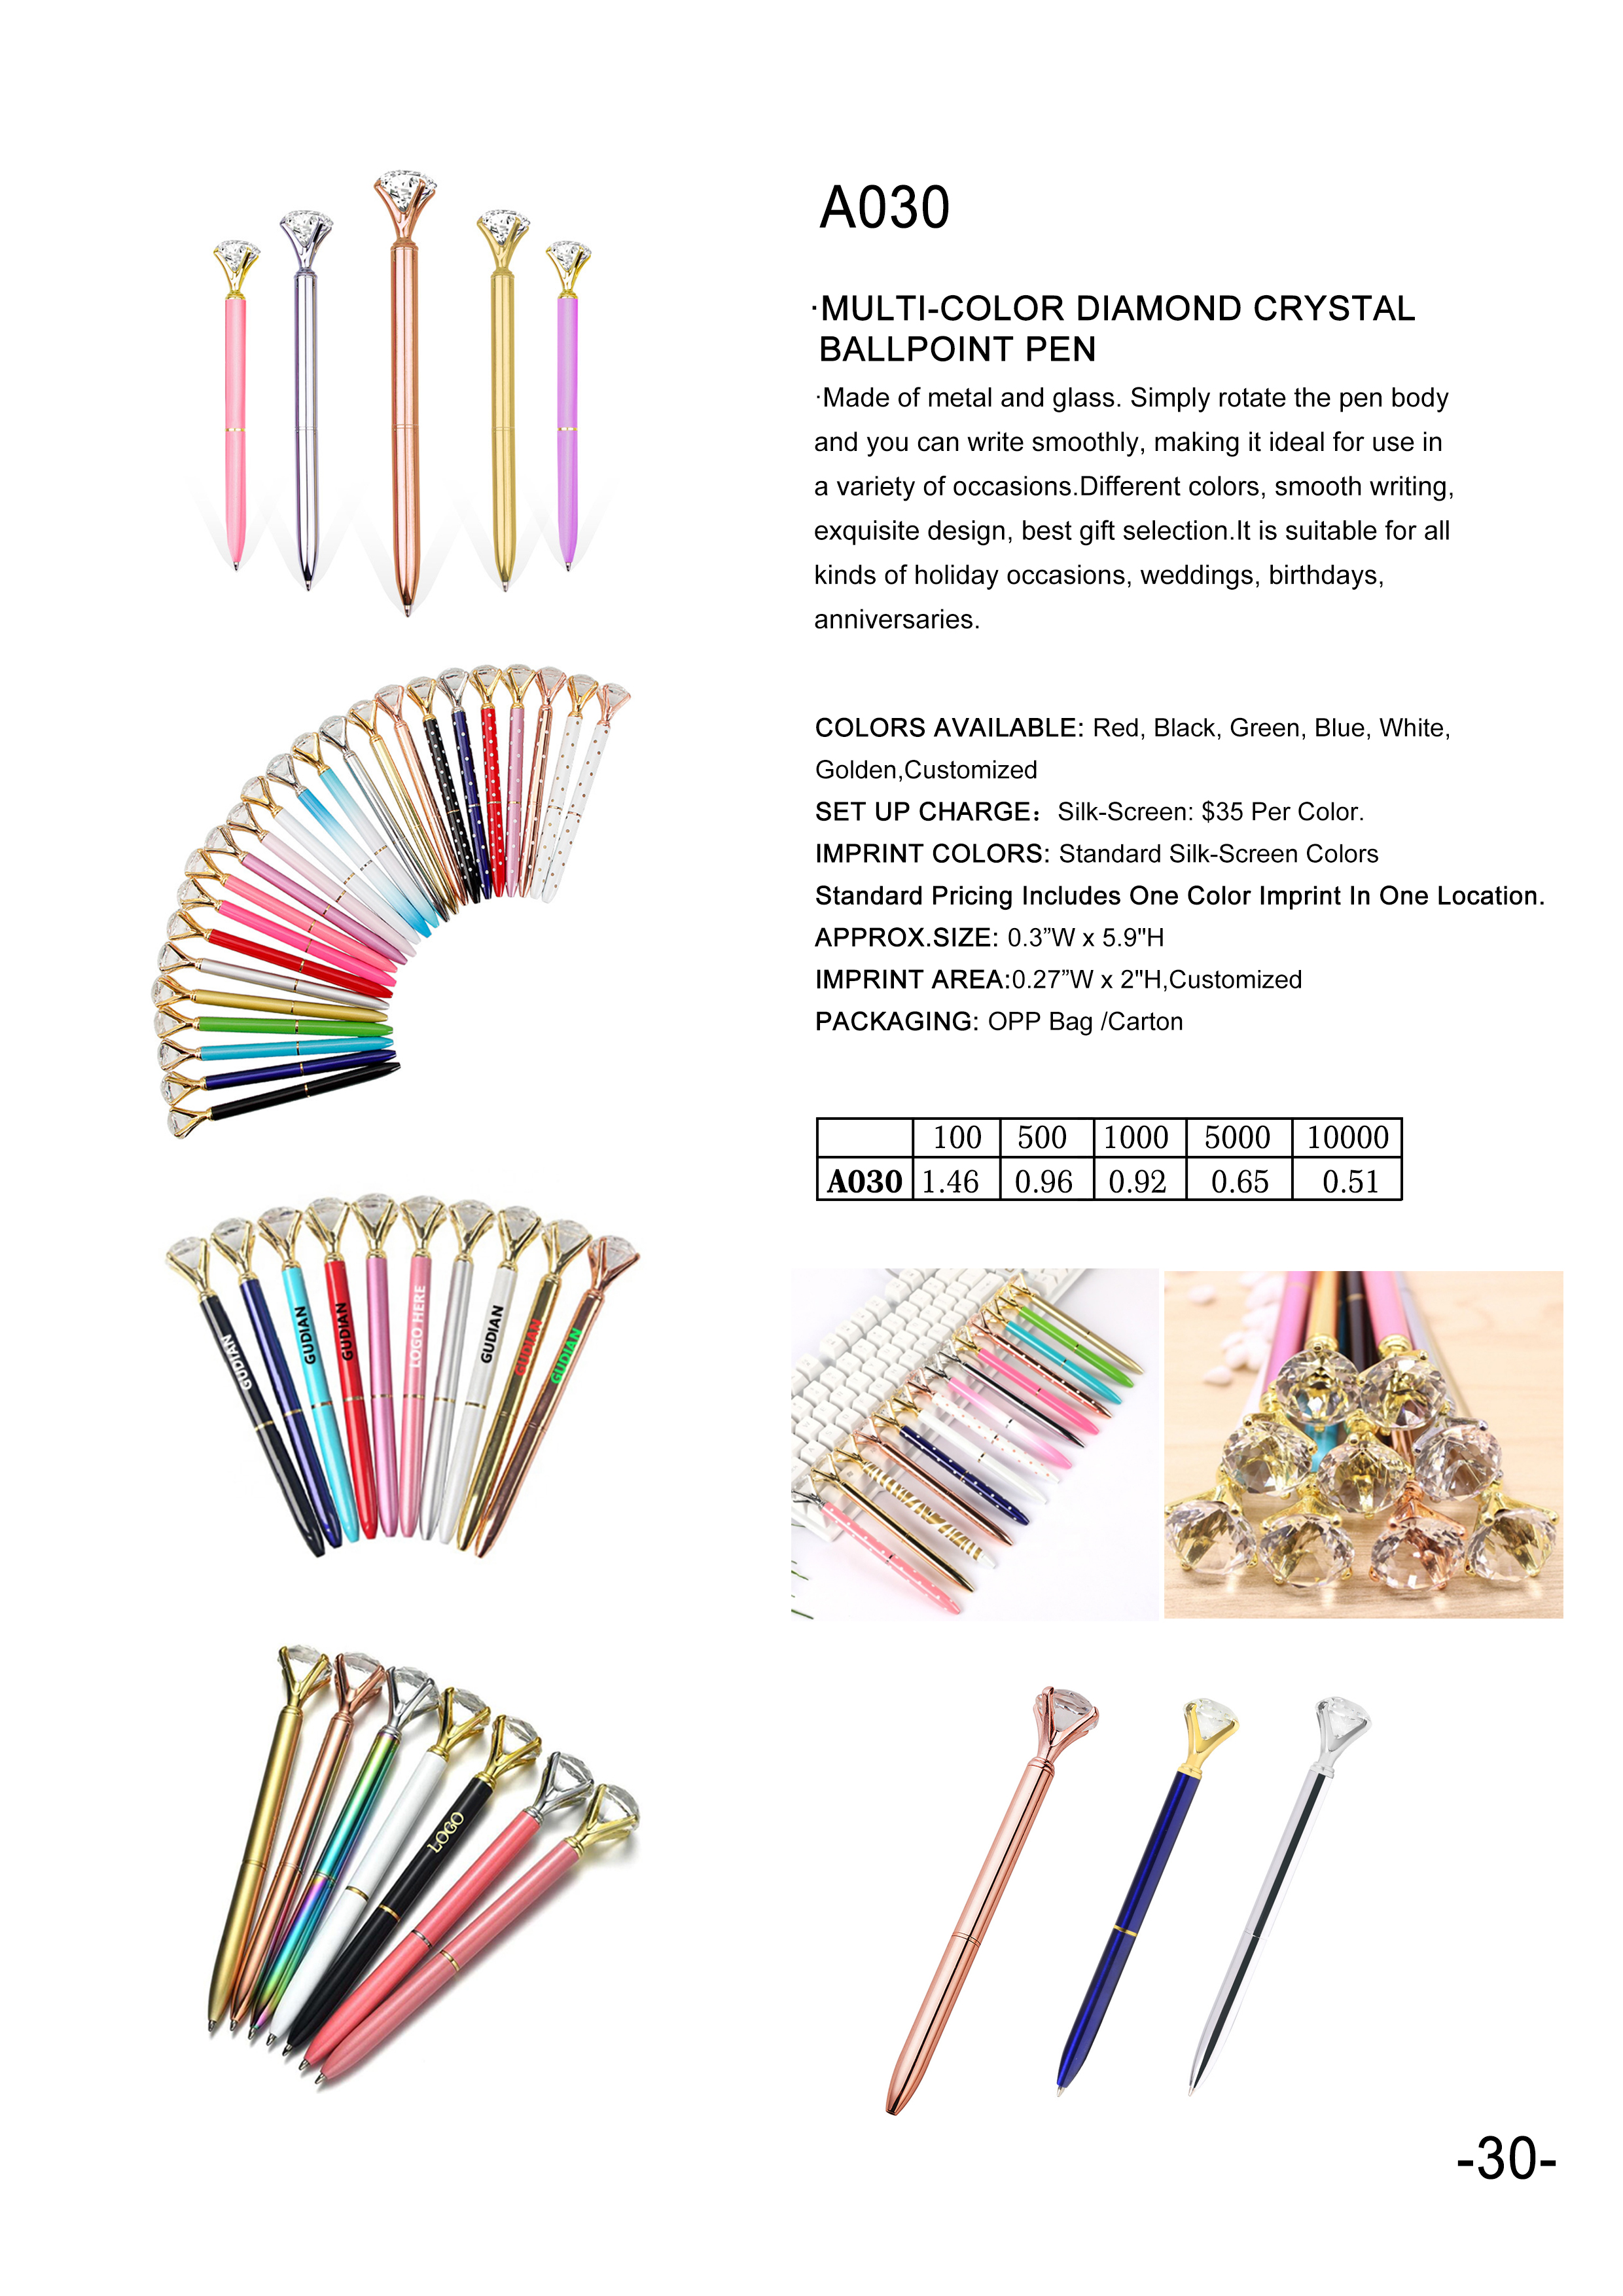 A030
·MULTI-COLOR DIAMOND CRYSTAL
BALLPOINT PEN
·Made of metal and glass. Simply rotate the pen body
and you can write smoothly, making it ideal for use in
a variety of occasions.Different colors, smooth writing,
exquisite design, best gift selection.It is suitable for all
kinds of holiday occasions, weddings, birthdays,
anniversaries.
COLORS AVAILABLE: Red, Black, Green, Blue, White,
Golden,Customized
SET UP CHARGE：Silk-Screen: $35 Per Color.
IMPRINT COLORS: Standard Silk-Screen Colors
Standard Pricing Includes One Color Imprint In One Location.
APPROX.SIZE: 0.3”W x 5.9"H
IMPRINT AREA:0.27”W x 2"H,Customized
PACKAGING: OPP Bag /Carton
100 500 1000 5000 10000
A030 1.46 0.96 0.92 0.65 0.51
GUDIAN
GUDIAN
GUDIAN
LOGO HERE
GUDIAN
GUDIAN
GUDIAN
LOGO
-30-